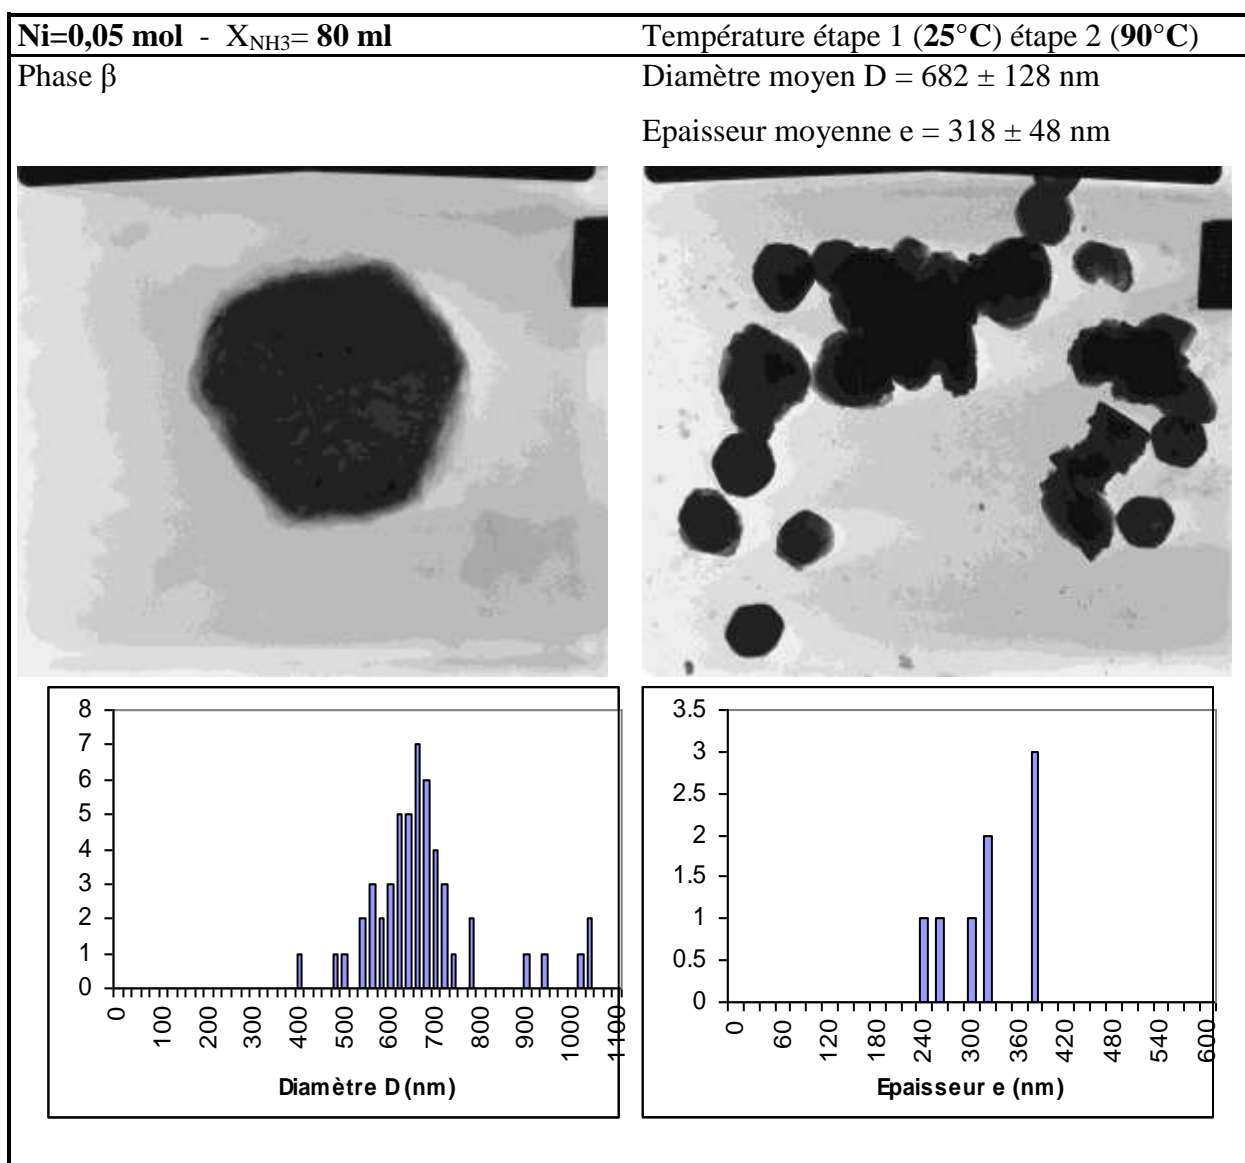 Ni=0,05 mol - XNH3= 80 ml
Température étape 1 (25°C) étape 2 (90°C)
Phase β
Diamètre moyen D = 682 ± 128 nm
Epaisseur moyenne e = 318 ± 48 nm
8
7
6
5
4
3
2
1
0
0 100 200 300 400 500 600 700 800 900 1000 1100
Diamètre D (nm)
3.5
3
2.5
2
1.5
1
0.5
0
0 60 120 180 240 300 360 420 480 540 600
Epaisseur e (nm)